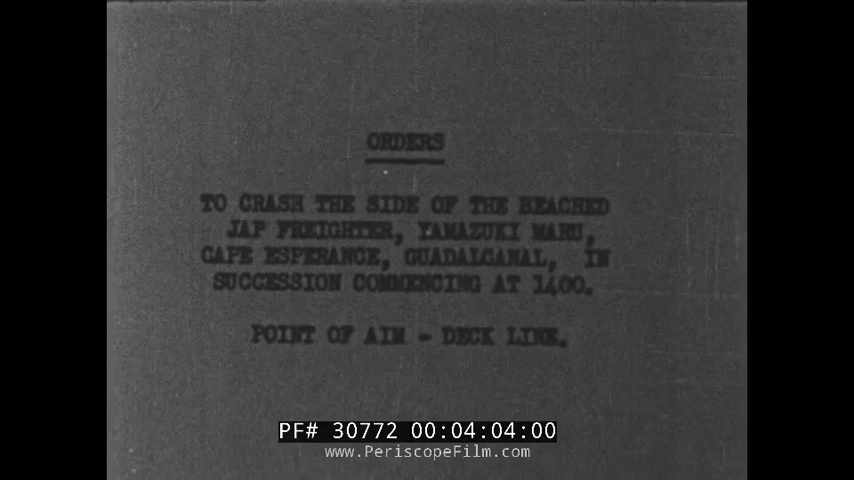 ORDERS
TO CRASH THE SIDE OF THE BEACHED
JAP FREIGHTER, YAMAZUKI MARU,
CAPE ESPERANCE, GUADALCANAL, IN
SUCCESSION COMMENCING AT 1400.
POINT OF AIM - DECK LINE.
PF# 30772 00:04:04:00
www.PeriscopeFilm.com